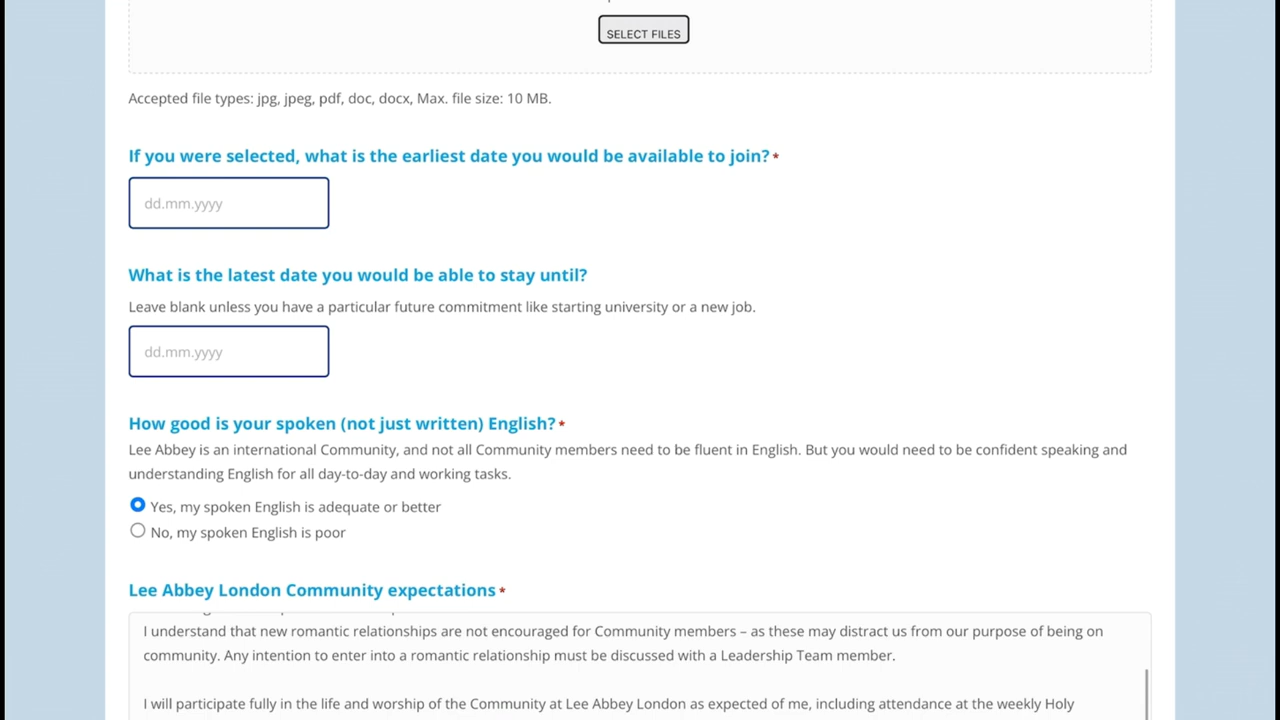 SELECT FILES
Accepted file types: jpg, jpeg, pdf, doc, docx, Max. file size: 10 MB.
If you were selected, what is the earliest date you would be available to join? *
dd.mm.yyyy
What is the latest date you would be able to stay until?
Leave blank unless you have a particular future commitment like starting university or a new job.
dd.mm.yyyy
How good is your spoken (not just written) English? *
Lee Abbey is an international Community, and not all Community members need to be fluent in English. But you would need to be confident speaking and
understanding English for all day-to-day and working tasks.
Yes, my spoken English is adequate or better
No, my spoken English is poor
Lee Abbey London Community expectations *
I understand that new romantic relationships are not encouraged for Community members – as these may distract us from our purpose of being on
community. Any intention to enter into a romantic relationship must be discussed with a Leadership Team member.
I will participate fully in the life and worship of the Community at Lee Abbey London as expected of me, including attendance at the weekly Holy